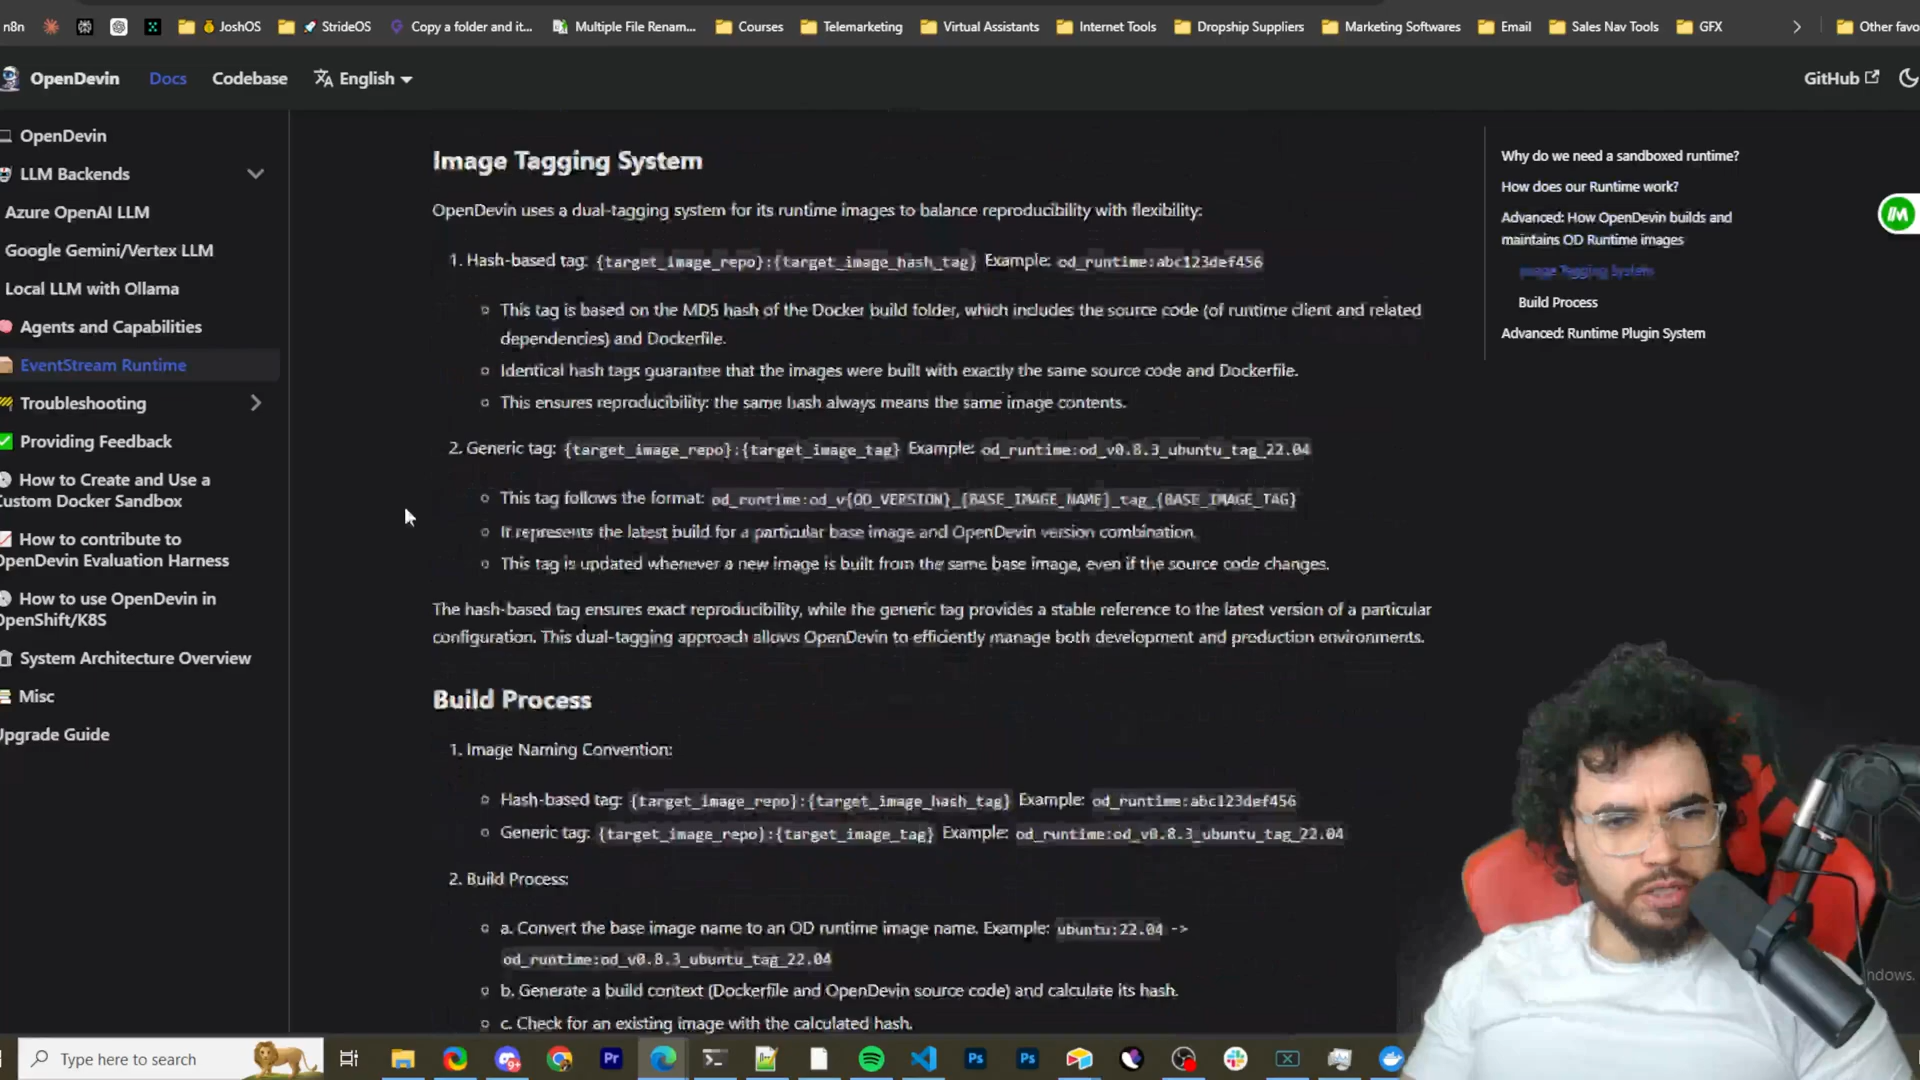 n8n JoshOS StrideOS Copy a folder and it... Multiple File Renam... Courses Telemarketing Virtual Assistants Internet Tools Dropship Suppliers Marketing Softwares Email Sales Nav Tools GFX Other favo
OpenDevin Docs Codebase English GitHub
OpenDevin
LLM Backends
Azure OpenAI LLM
Google Gemini/Vertex LLM
Local LLM with Ollama
Agents and Capabilities
EventStream Runtime
Troubleshooting
Providing Feedback
How to Create and Use a
Custom Docker Sandbox
How to contribute to
OpenDevin Evaluation Harness
How to use OpenDevin in
OpenShift/K8S
System Architecture Overview
Misc
Upgrade Guide
Image Tagging System
OpenDevin uses a dual-tagging system for its runtime images to balance reproducibility with flexibility:
1. Hash-based tag: {target_image_repo}:{target_image_hash_tag} Example: od_runtime:abc123def456
This tag is based on the MD5 hash of the Docker build folder, which includes the source code (of runtime client and related
dependencies) and Dockerfile.
Identical hash tags guarantee that the images were built with exactly the same source code and Dockerfile.
This ensures reproducibility: the same hash always means the same image contents.
2. Generic tag: {target_image_repo}:{target_image_tag} Example: od_runtime:od_v0.8.3_ubuntu_tag_22.04
This tag follows the format: od_runtime:od_v{OD_VERSION}_{BASE_IMAGE_NAME}_tag_{BASE_IMAGE_TAG}
It represents the latest build for a particular base image and OpenDevin version combination.
This tag is updated whenever a new image is built from the same base image, even if the source code changes.
The hash-based tag ensures exact reproducibility, while the generic tag provides a stable reference to the latest version of a particular
configuration. This dual-tagging approach allows OpenDevin to efficiently manage both development and production environments.
Build Process
1. Image Naming Convention:
Hash-based tag: {target_image_repo}:{target_image_hash_tag} Example: od_runtime:abc123def456
Generic tag: {target_image_repo}:{target_image_tag} Example: od_runtime:od_v0.8.3_ubuntu_tag_22.04
2. Build Process:
a. Convert the base image name to an OD runtime image name. Example: ubuntu:22.04 ->
od_runtime:od_v0.8.3_ubuntu_tag_22.04
b. Generate a build context (Dockerfile and OpenDevin source code) and calculate its hash.
c. Check for an existing image with the calculated hash.
Why do we need a sandboxed runtime?
How does our Runtime work?
Advanced: How OpenDevin builds and
maintains OD Runtime images
Image Tagging System
Build Process
Advanced: Runtime Plugin System
ndows.
Type here to search
Pr
Ps
Ps